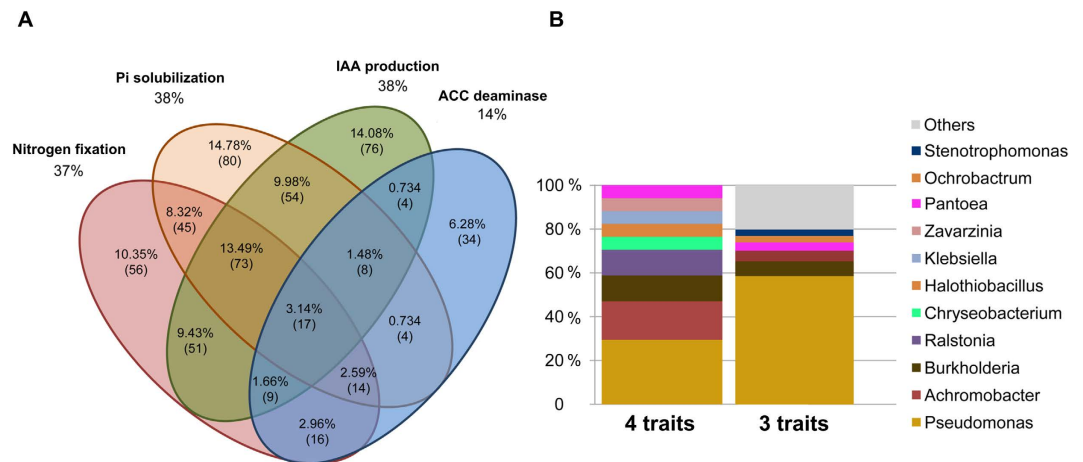 A
Nitrogen fixation
37%
Pi solubilization
38%
IAA production
38%
ACC deaminase
14%
14.78%
(80)
14.08%
(76)
9.98%
(54)
0.734
(4)
8.32%
(45)
6.28%
(34)
10.35%
(56)
13.49%
(73)
1.48%
(8)
3.14%
(17)
0.734
(4)
9.43%
(51)
1.66%
(9)
2.59%
(14)
2.96%
(16)
B
100 %
80 %
60 %
40 %
20 %
0
4 traits
3 traits
Others
Stenotrophomonas
Ochrobactrum
Pantoea
Zavarzinia
Klebsiella
Halothiobacillus
Chryseobacterium
Ralstonia
Burkholderia
Achromobacter
Pseudomonas